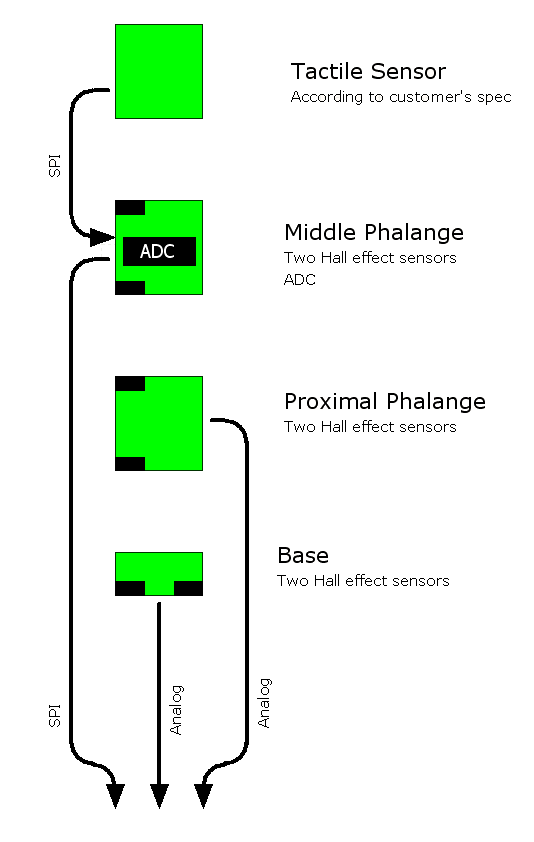 Tactile Sensor
According to customer's spec
SPI
Middle Phalange
Two Hall effect sensors
ADC
ADC
Proximal Phalange
Two Hall effect sensors
Base
Two Hall effect sensors
SPI
Analog
Analog